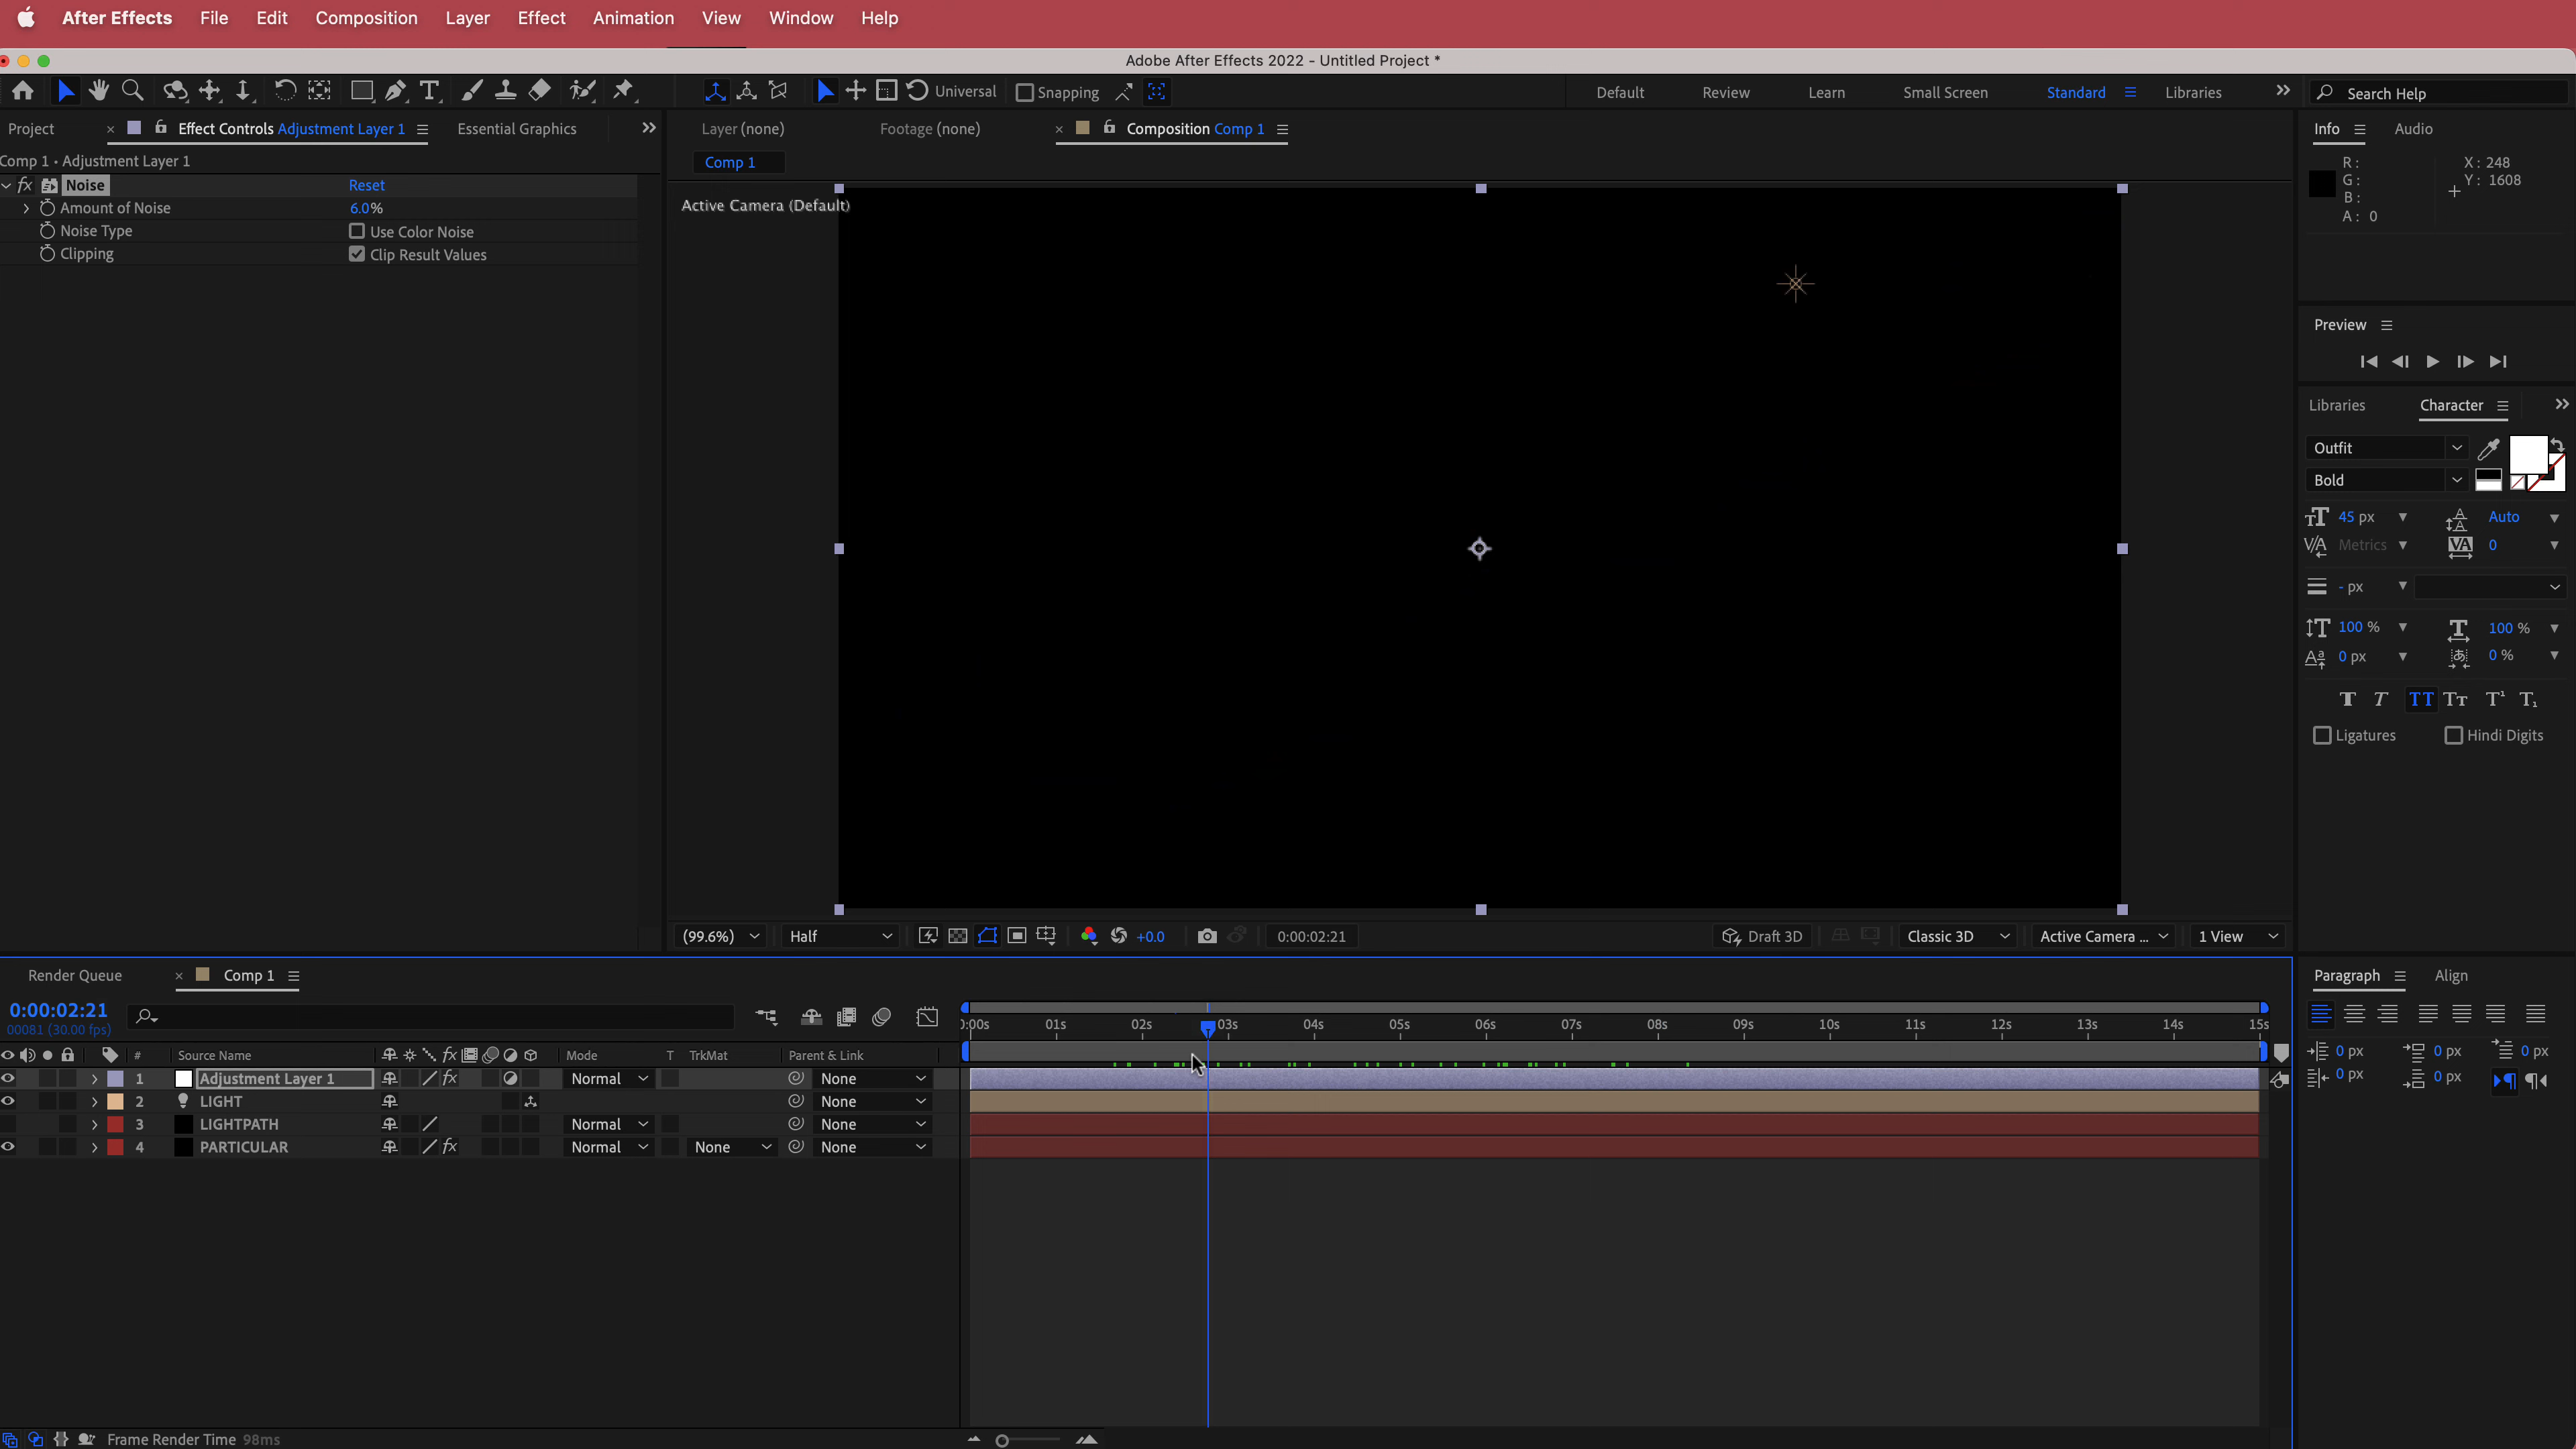 After Effects File Edit Composition Layer Effect Animation View Window Help
Adobe After Effects 2022 - Untitled Project *
Universal Snapping Default Review Learn Small Screen Standard Libraries Search Help
Project Effect Controls Adjustment Layer 1 Essential Graphics
Layer (none) Footage (none) Composition Comp 1
Info Audio
Comp 1 • Adjustment Layer 1
Comp 1
fx Noise Reset
Amount of Noise 6.0%
Noise Type Use Color Noise
Clipping Clip Result Values
Active Camera (Default)
R: X: 248
G: Y: 1608
B:
A: 0
Preview
Libraries Character
Outfit
Bold
45 px Auto
Metrics 0
- px
100 % 100 %
0 px 0 %
Ligatures Hindi Digits
(99.6%) Half +0.0 0:00:02:21 Draft 3D Classic 3D Active Camera ... 1 View
Render Queue Comp 1
0:00:02:21
00081 (30.00 fps)
):00s 01s 02s 03s 04s 05s 06s 07s 08s 09s 10s 11s 12s 13s 14s 15s
# Source Name fx Mode T TrkMat Parent & Link
1 Adjustment Layer 1 fx Normal None
2 LIGHT None
3 LIGHTPATH Normal None
4 PARTICULAR fx Normal None None
Frame Render Time 98ms
Paragraph Align
0 px 0 px 0 px
0 px 0 px